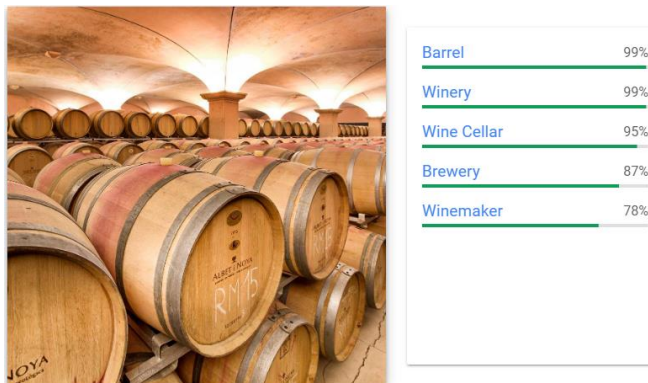 Barrel 99%
Winery 99%
Wine Cellar 95%
Brewery 87%
Winemaker 78%
ALBET I NOYA
RM15
NOYA